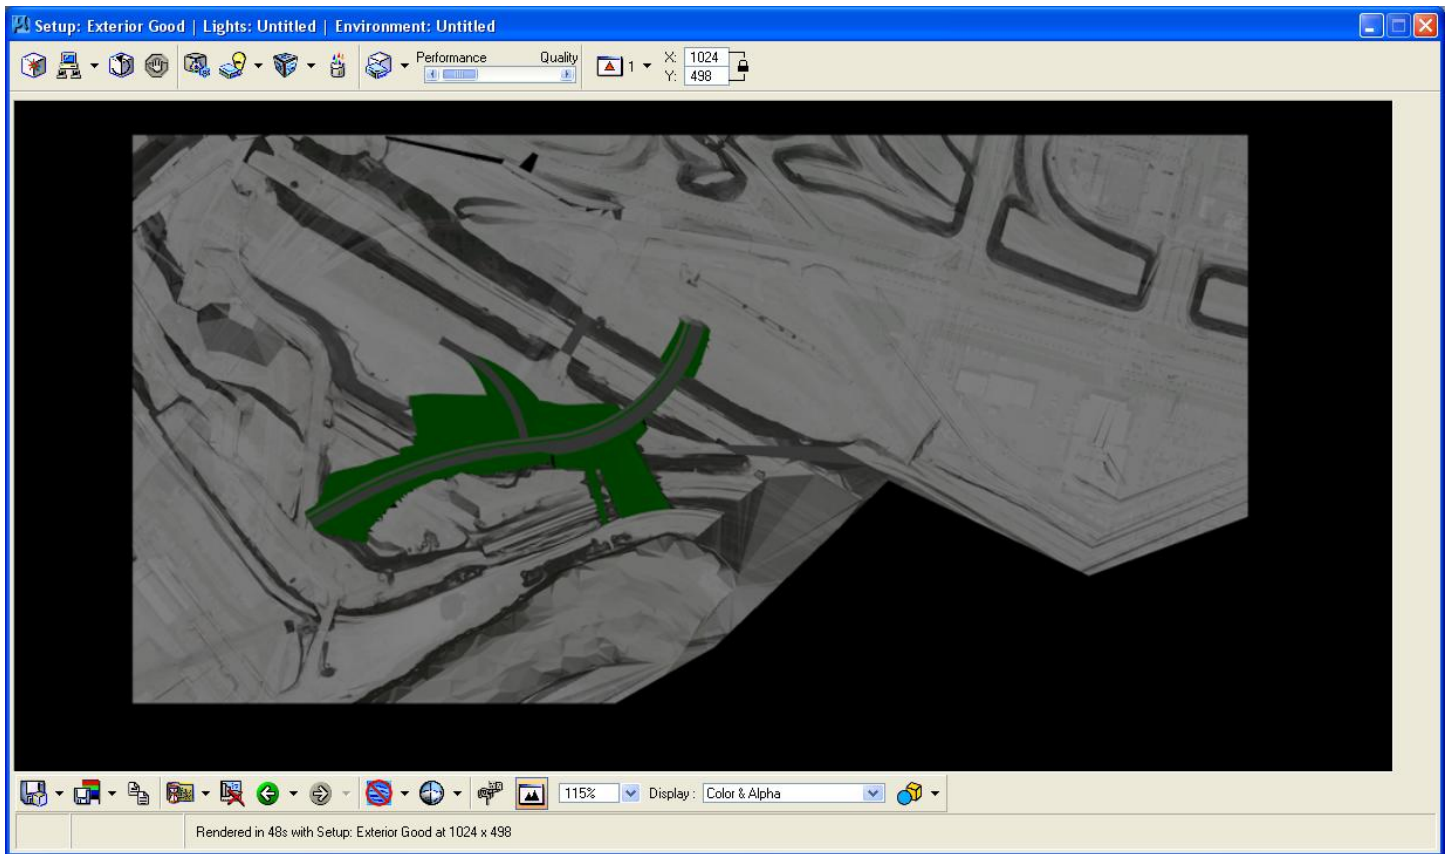 Setup: Exterior Good | Lights: Untitled | Environment: Untitled
Performance Quality
1
X: 1024
Y: 498
115%
Display : Color & Alpha
Rendered in 48s with Setup: Exterior Good at 1024 x 498